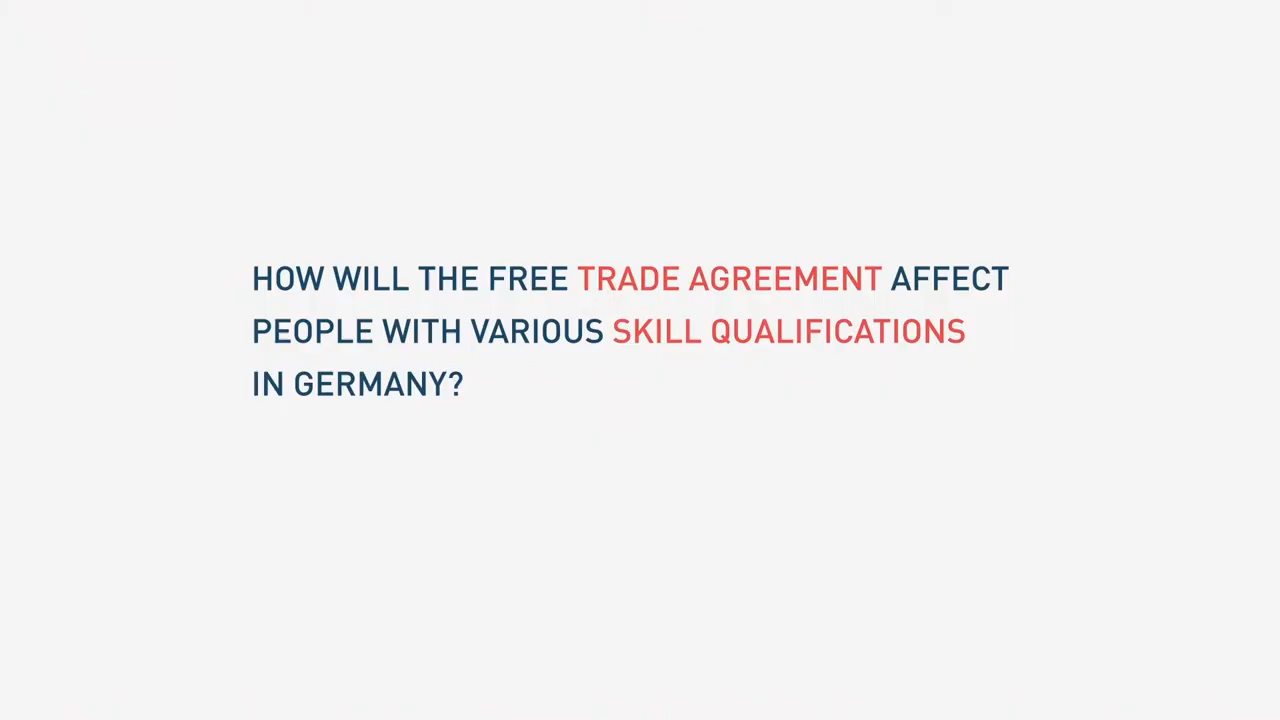 HOW WILL THE FREE TRADE AGREEMENT AFFECT
PEOPLE WITH VARIOUS SKILL QUALIFICATIONS
IN GERMANY?